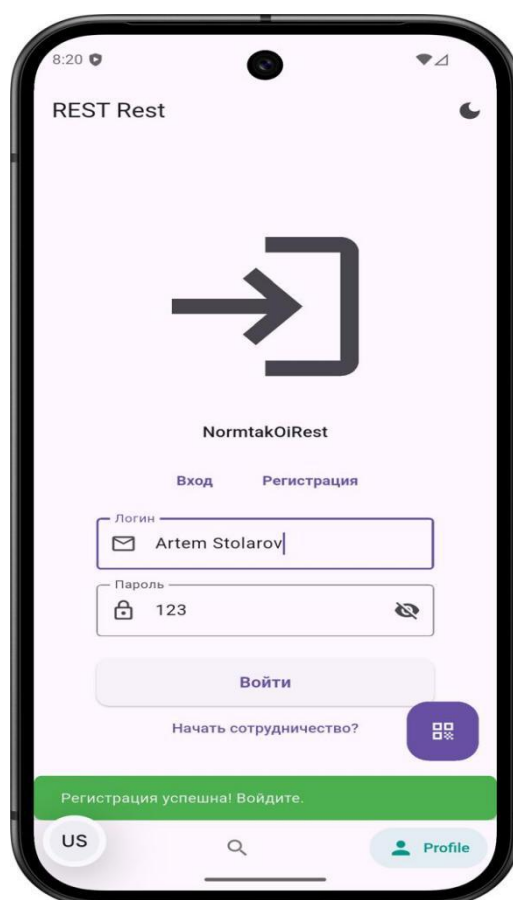 8:20
REST Rest
NormtakOiRest
Вход Регистрация
Логин
Artem Stolarov
Пароль
123
Войти
Начать сотрудничество?
Регистрация успешна! Войдите.
US
Profile